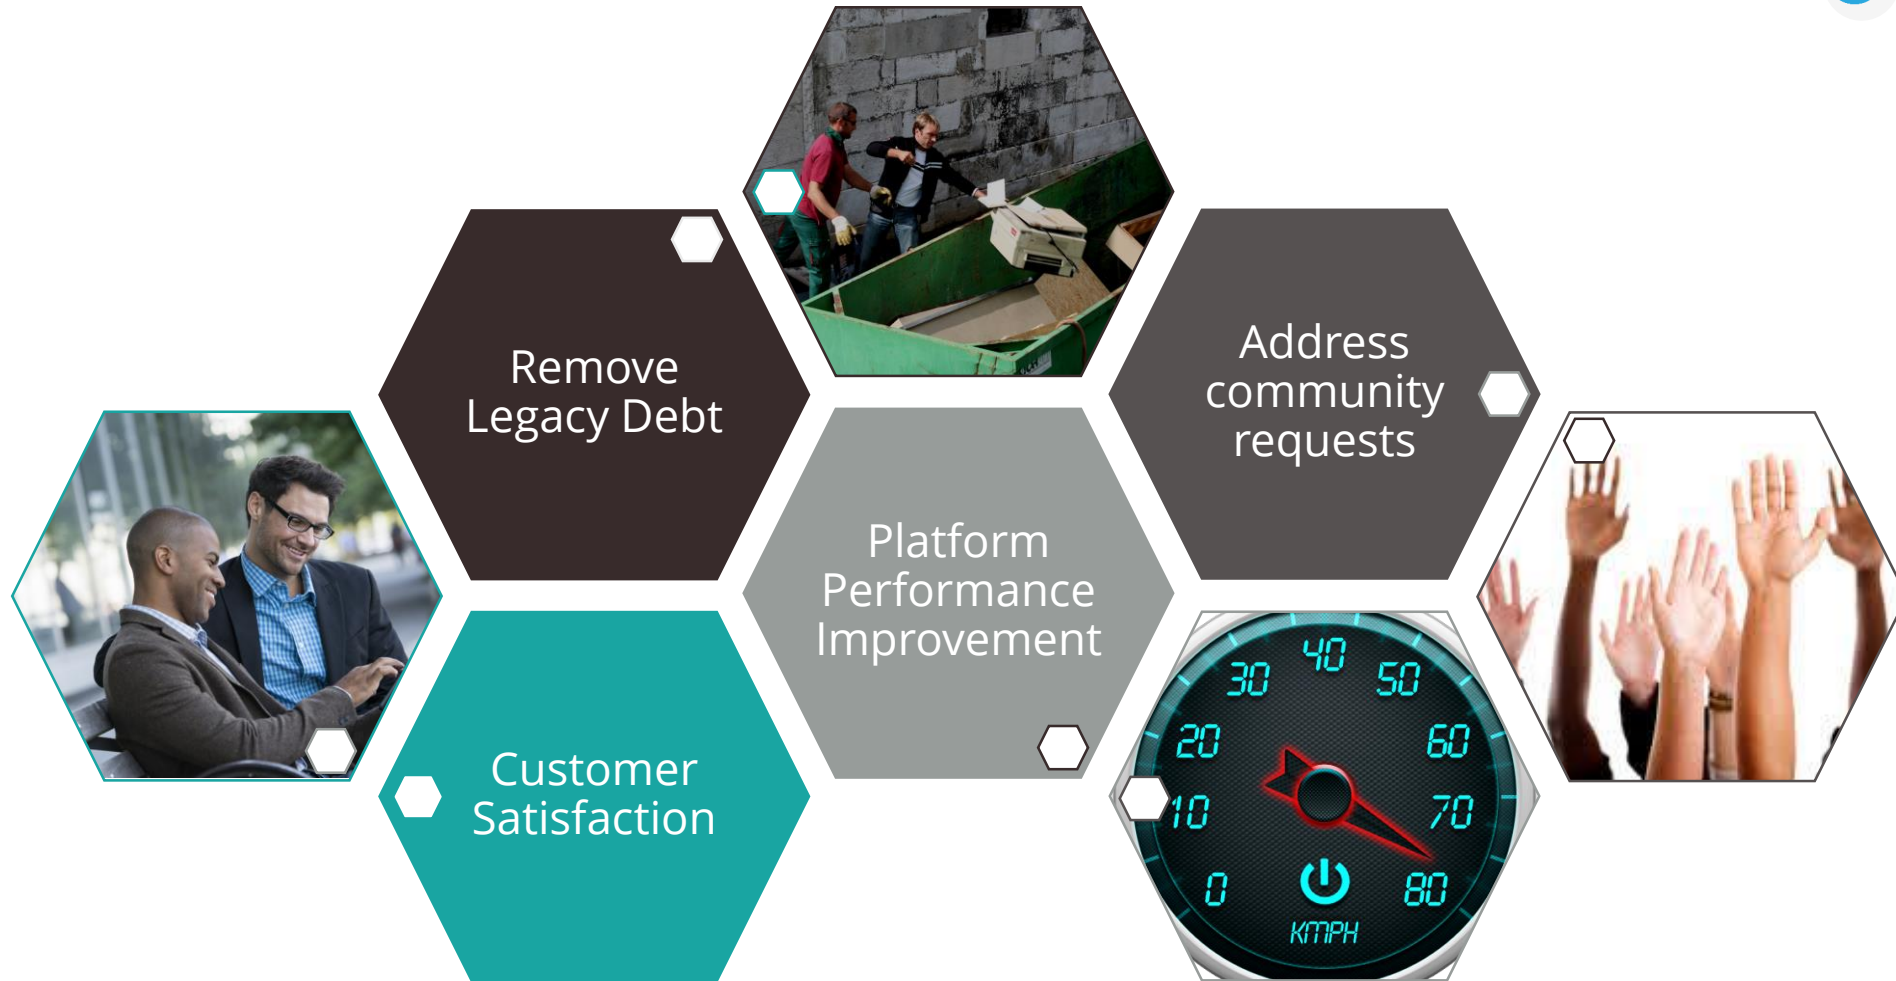 Remove
Legacy Debt
Address
community
requests
Platform
Performance
Improvement
Customer
Satisfaction
0
10
20
30
40
50
60
70
80
KMPH